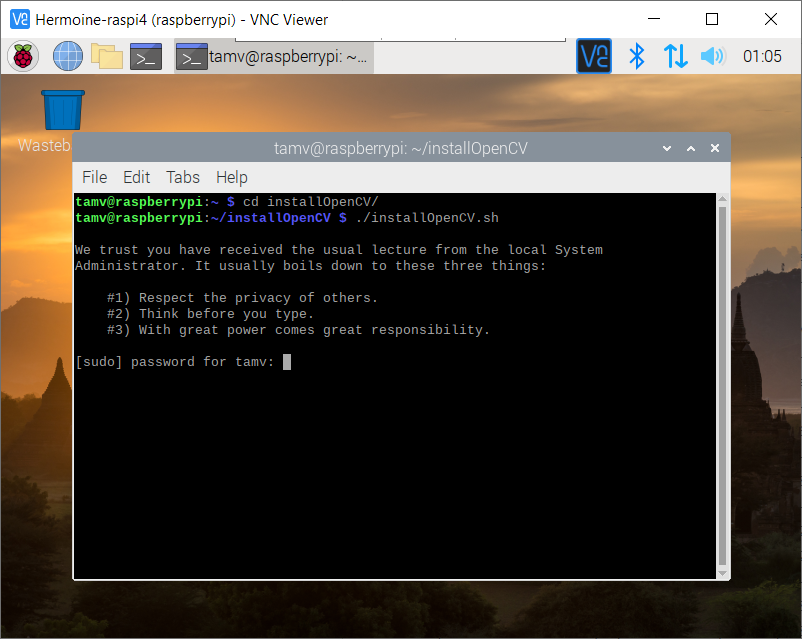 Hermoine-raspi4 (raspberrypi) - VNC Viewer
tamv@raspberrypi: ~...
01:05
Wasteb
tamv@raspberrypi: ~/installOpenCV
File Edit Tabs Help
tamv@raspberrypi:~ $ cd installOpenCV/
tamv@raspberrypi:~/installOpenCV $ ./installOpenCV.sh
We trust you have received the usual lecture from the local System
Administrator. It usually boils down to these three things:
#1) Respect the privacy of others.
#2) Think before you type.
#3) With great power comes great responsibility.
[sudo] password for tamv: